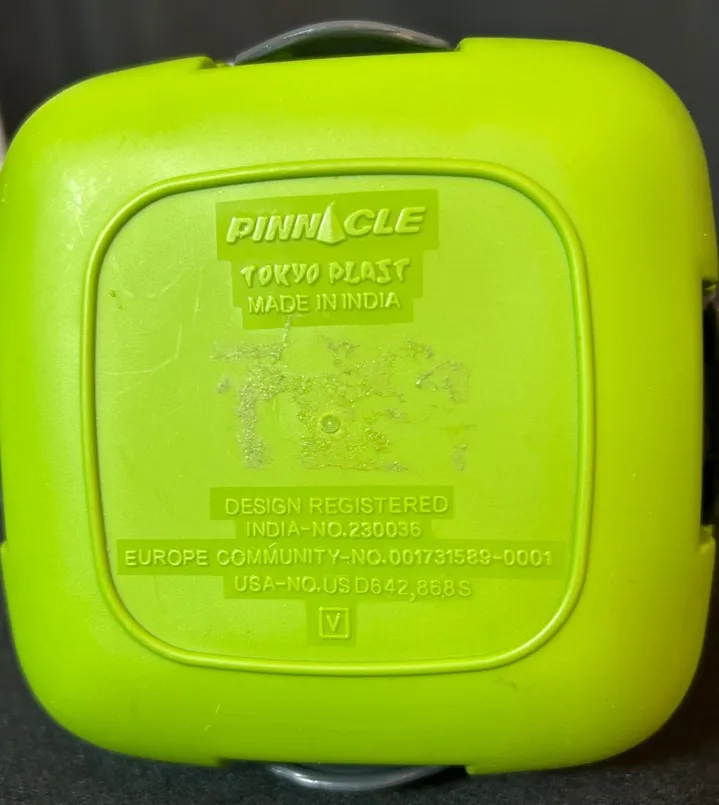 PINNACLE
TOKYO PLAST
MADE IN INDIA
DESIGN REGISTERED
INDIA-NO.230036
EUROPE COMMUNITY-NO.001731589-0001
USA-NO.US D642,868 S
V